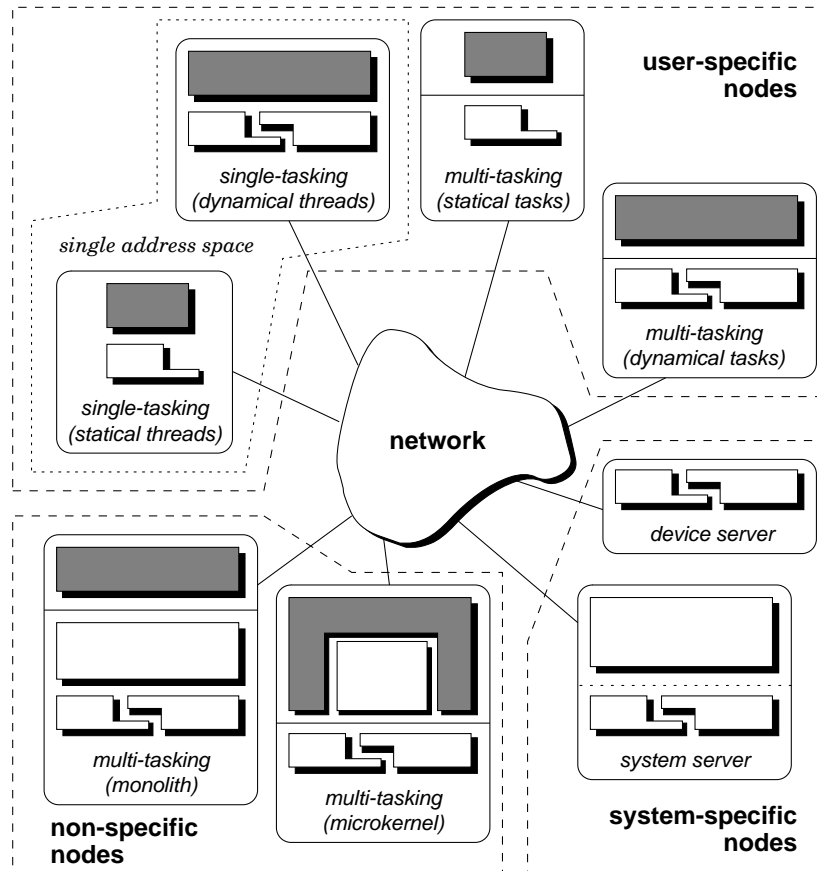 user-specific
nodes
single-tasking
(dynamical threads)
multi-tasking
(statical tasks)
single address space
multi-tasking
(dynamical tasks)
single-tasking
(statical threads)
network
device server
multi-tasking
(monolith)
multi-tasking
(microkernel)
system server
non-specific
nodes
system-specific
nodes